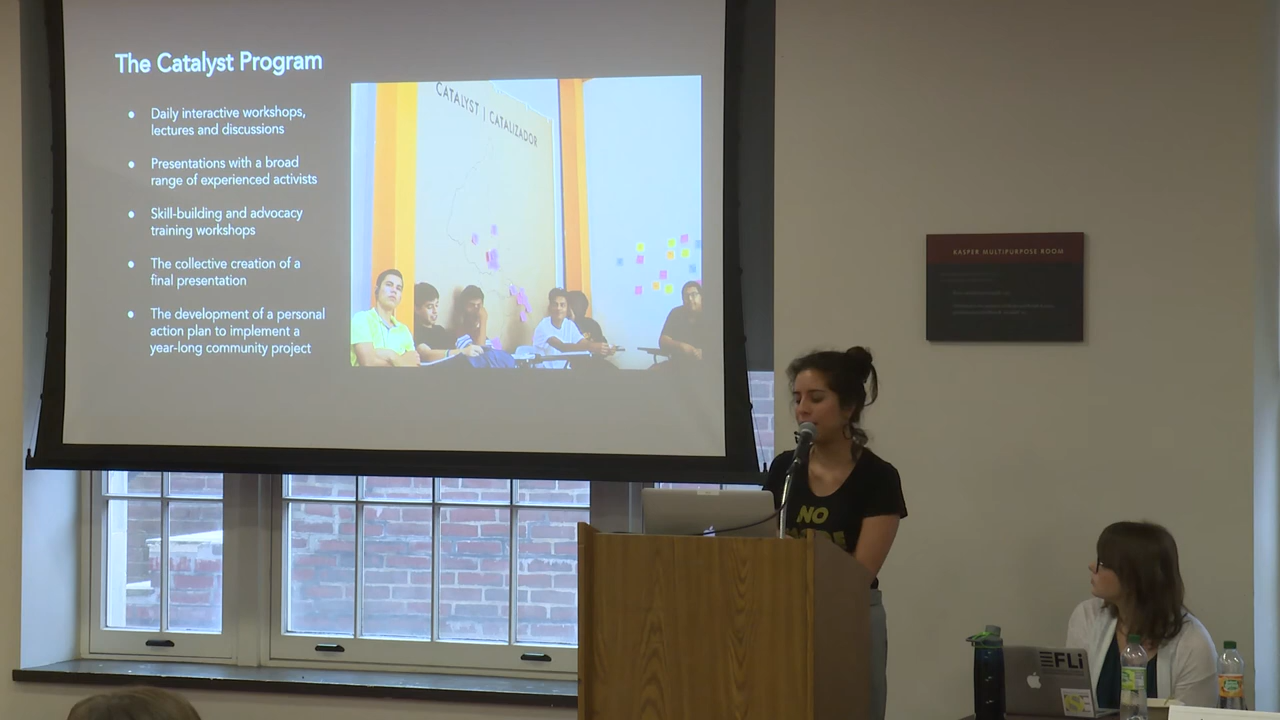 The Catalyst Program
• Daily interactive workshops,
lectures and discussions
• Presentations with a broad
range of experienced activists
• Skill-building and advocacy
training workshops
• The collective creation of a
final presentation
• The development of a personal
action plan to implement a
year-long community project
CATALYST | CATALIZADOR
KASPER MULTIPURPOSE ROOM
NO
FLi